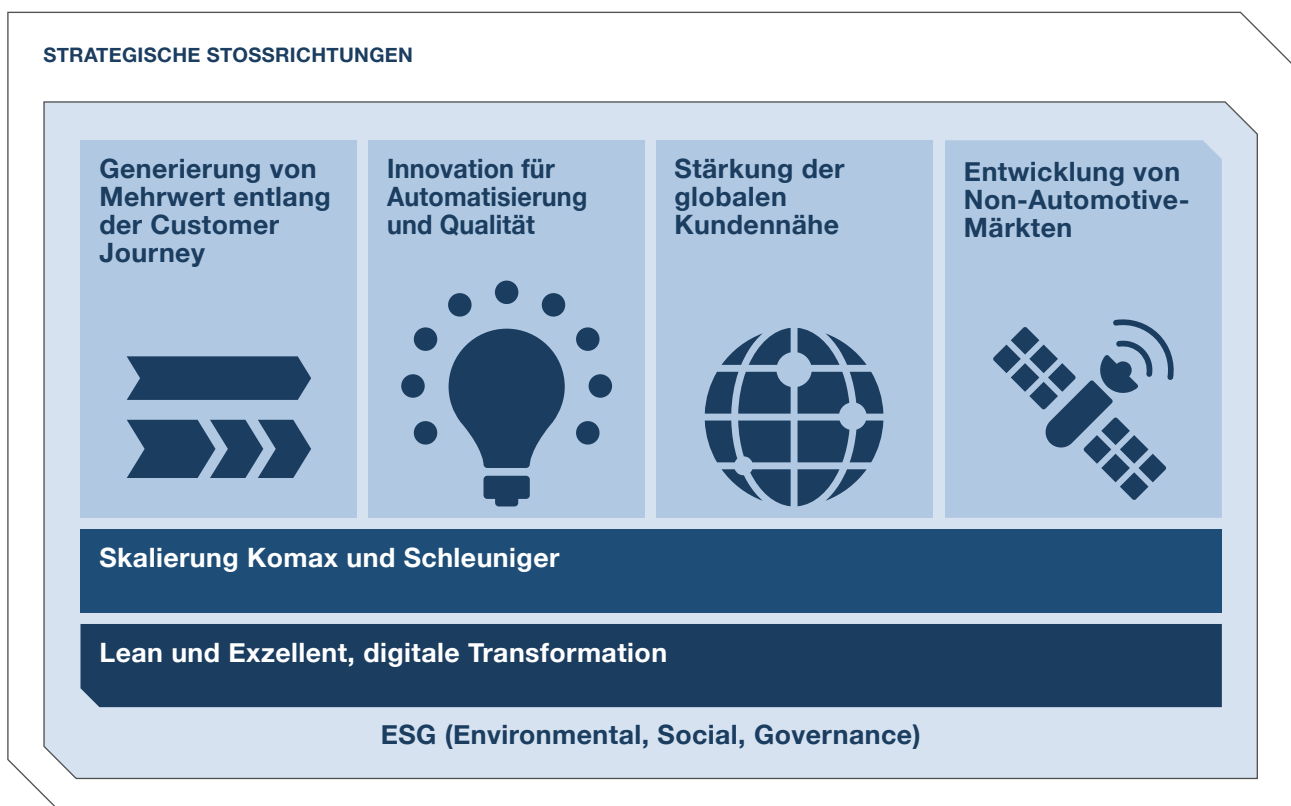 STRATEGISCHE STOSSRICHTUNGEN
Generierung von
Mehrwert entlang
der Customer
Journey
Innovation für
Automatisierung
und Qualität
Stärkung der
globalen
Kundennähe
Entwicklung von
Non-Automotive-
Märkten
Skalierung Komax und Schleuniger
Lean und Exzellent, digitale Transformation
ESG (Environmental, Social, Governance)